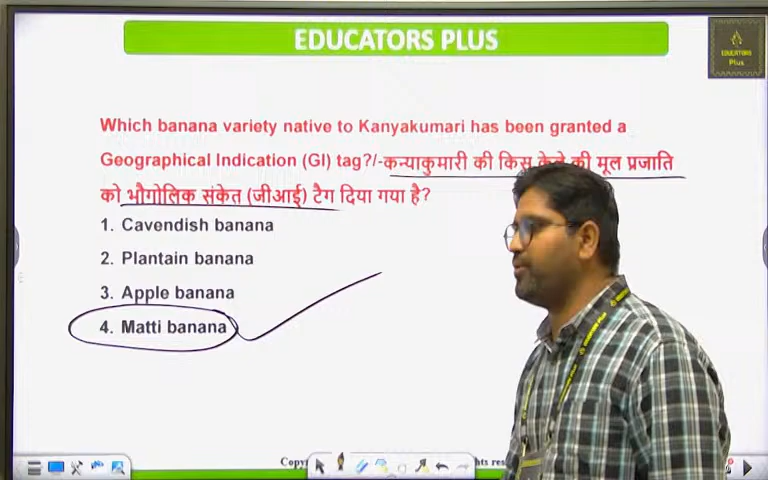 EDUCATORS PLUS
EDUCATORS
Plus
Which banana variety native to Kanyakumari has been granted a
Geographical Indication (GI) tag?/-कन्याकुमारी की किस केले की मूल प्रजाति
को भौगोलिक संकेत (जीआई) टैग दिया गया है?
1. Cavendish banana
2. Plantain banana
3. Apple banana
4. Matti banana